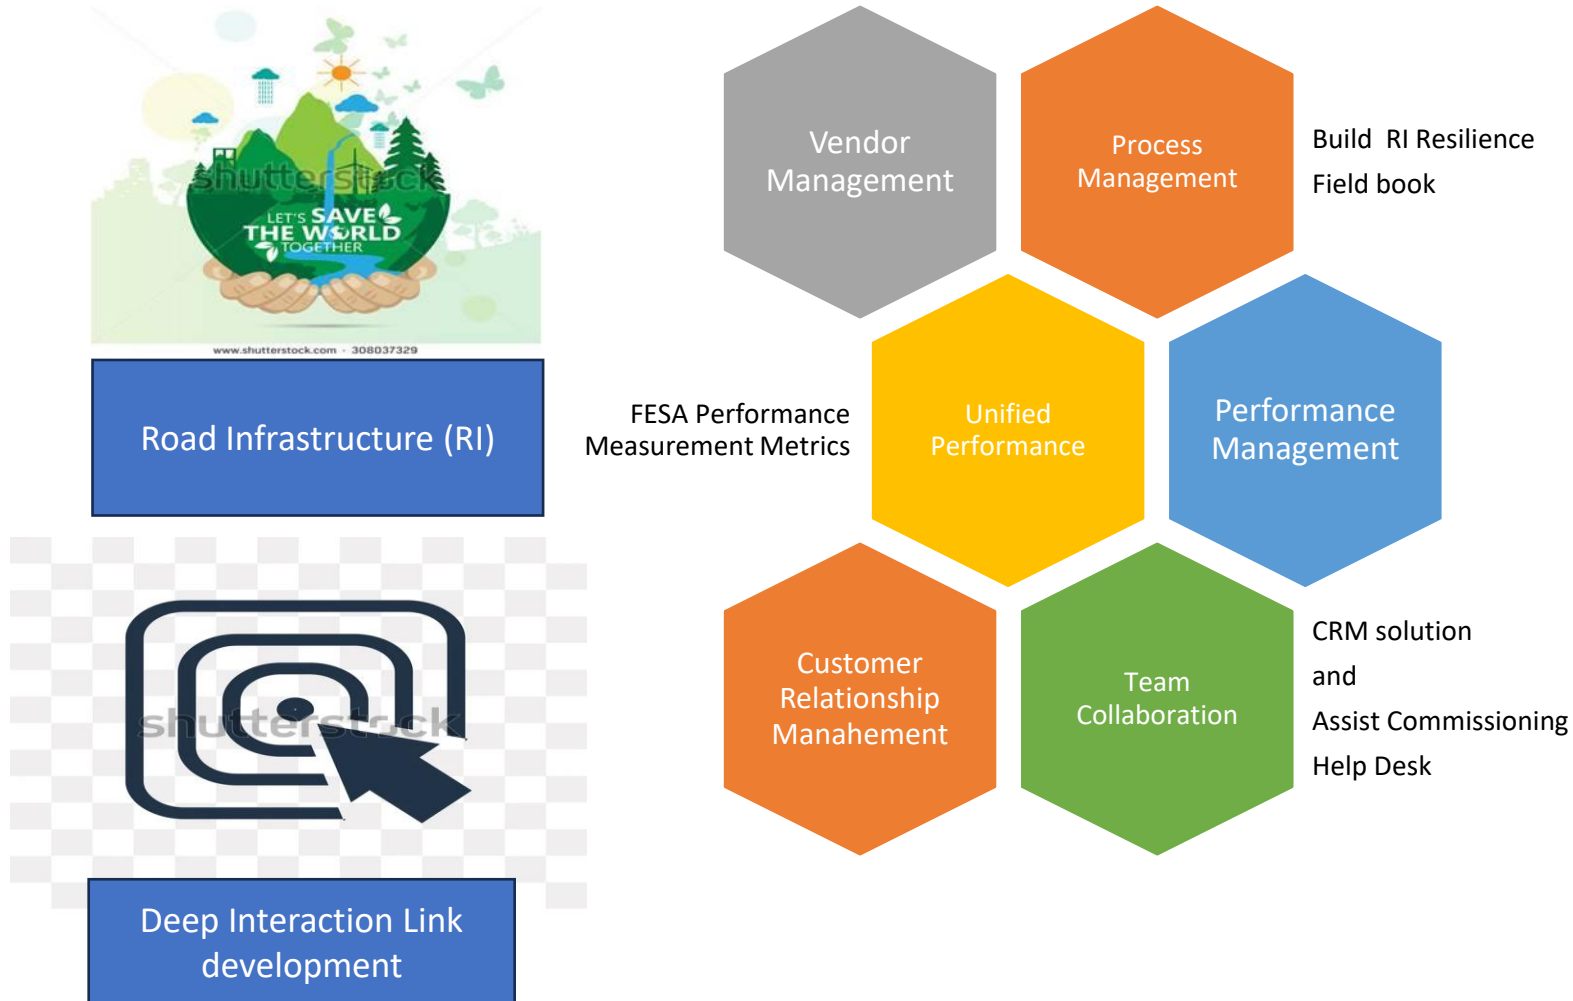 shutterstock
LET'S SAVE
THE WORLD
TOGETHER
www.shutterstock.com · 308037329
Road Infrastructure (RI)
shutterstock
Deep Interaction Link
development
Vendor
Management
Process
Management
Build RI Resilience
Field book
FESA Performance
Measurement Metrics
Unified
Performance
Performance
Management
Customer
Relationship
Manahement
Team
Collaboration
CRM solution
and
Assist Commissioning
Help Desk